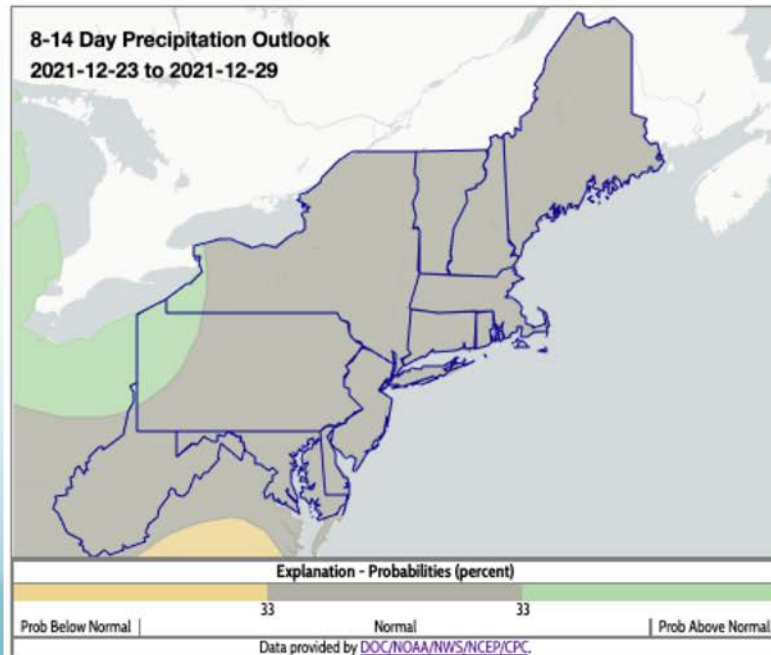 8-14 Day Precipitation Outlook
2021-12-23 to 2021-12-29
Explanation - Probabilities (percent)
33 33
Prob Below Normal Normal Prob Above Normal
Data provided by DOC/NOAA/NWS/NCEP/CPC.